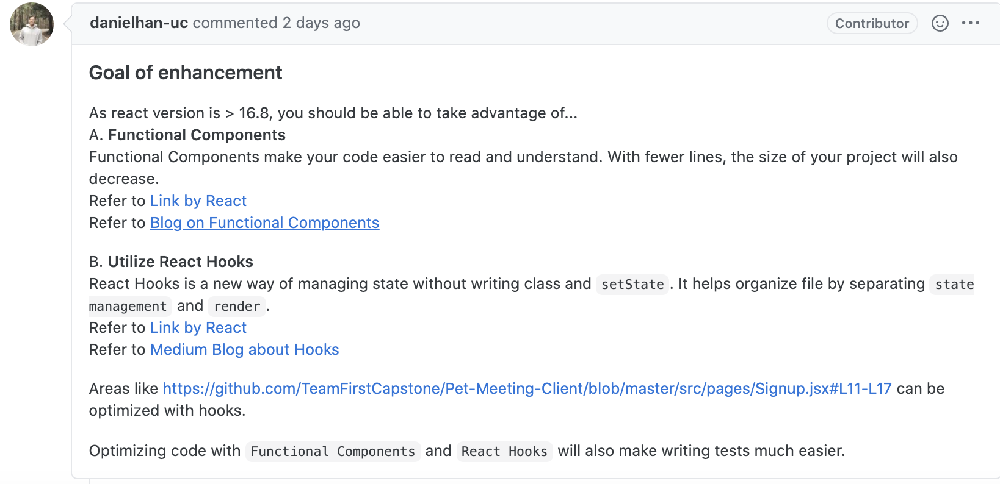 danielhan-uc commented 2 days ago
Contributor
Goal of enhancement
As react version is > 16.8, you should be able to take advantage of...
A. Functional Components
Functional Components make your code easier to read and understand. With fewer lines, the size of your project will also
decrease.
Refer to Link by React
Refer to Blog on Functional Components
B. Utilize React Hooks
React Hooks is a new way of managing state without writing class and setState. It helps organize file by separating state
management and render.
Refer to Link by React
Refer to Medium Blog about Hooks
Areas like https://github.com/TeamFirstCapstone/Pet-Meeting-Client/blob/master/src/pages/Signup.jsx#L11-L17 can be
optimized with hooks.
Optimizing code with Functional Components and React Hooks will also make writing tests much easier.